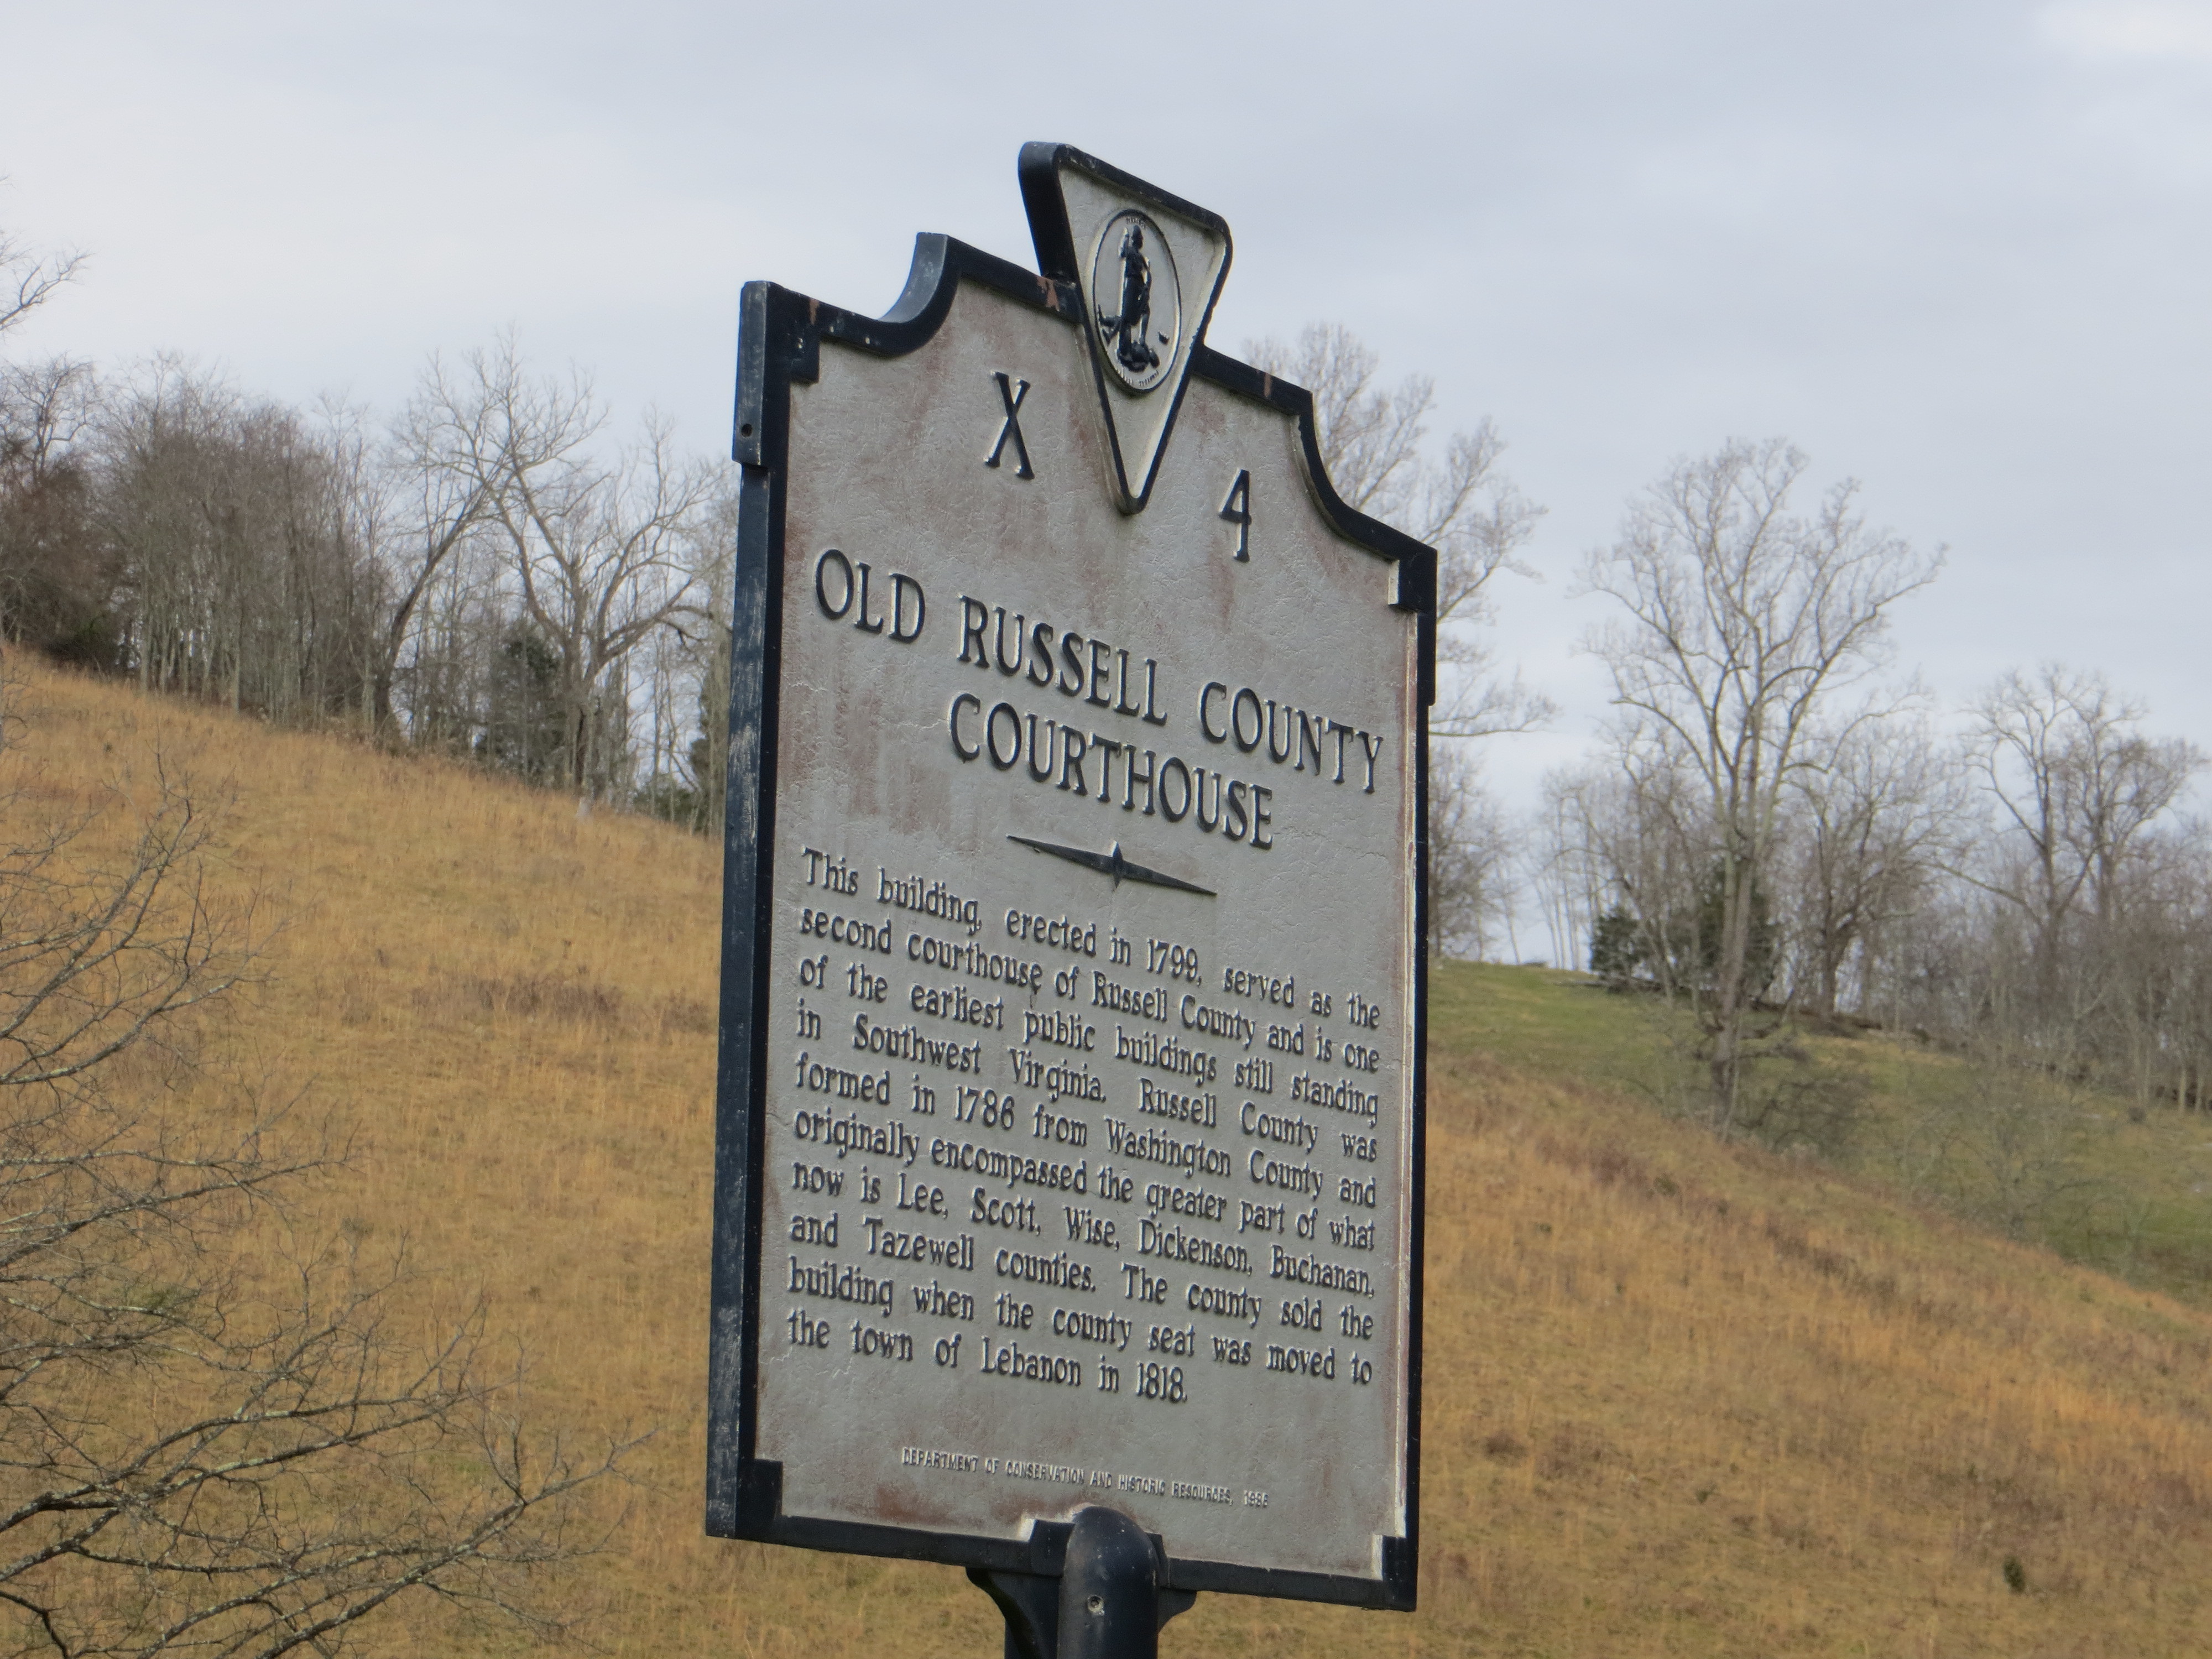 X 4
OLD RUSSELL COUNTY
COURTHOUSE
This building, erected in 1799, served as the
second courthouse of Russell County and is one
of the earliest public buildings still standing
in Southwest Virginia. Russell County was
formed in 1786 from Washington County and
originally encompassed the greater part of what
now is Lee, Scott, Wise, Dickenson, Buchanan,
and Tazewell counties. The county sold the
building when the county seat was moved to
the town of Lebanon in 1818.
DEPARTMENT OF CONSERVATION AND HISTORIC RESOURCES,